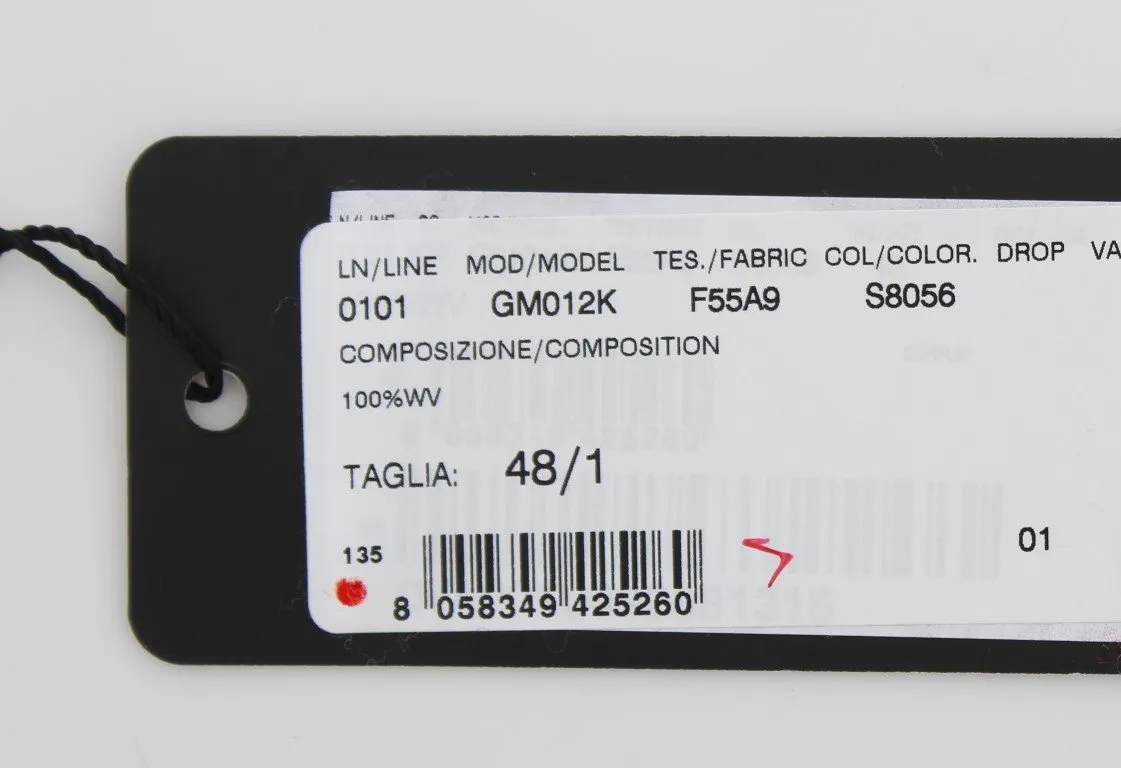 LN/LINE MOD/MODEL TES./FABRIC COL/COLOR. DROP VA
0101 GM012K F55A9 S8056
COMPOSIZIONE/COMPOSITION
100%WV
TAGLIA: 48/1
135
01
8 058349 425260